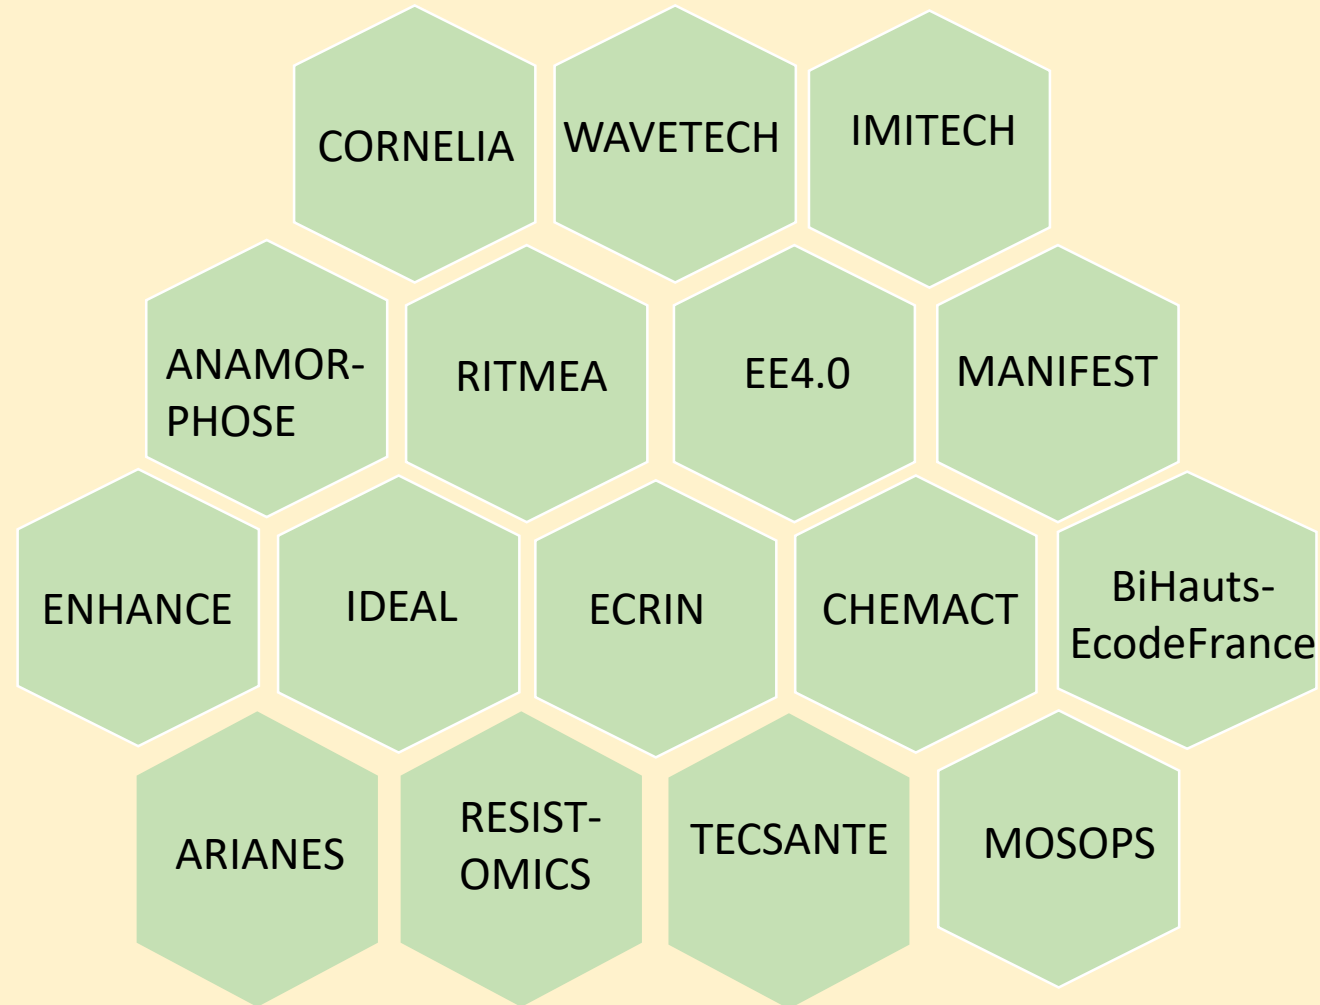 CORNELIA
WAVETECH
IMITECH
ANAMOR-
PHOSE
RITMEA
EE4.0
MANIFEST
ENHANCE
IDEAL
ECRIN
CHEMACT
BiHauts-
EcodeFrance
ARIANES
RESIST-
OMICS
TECSANTE
MOSOPS